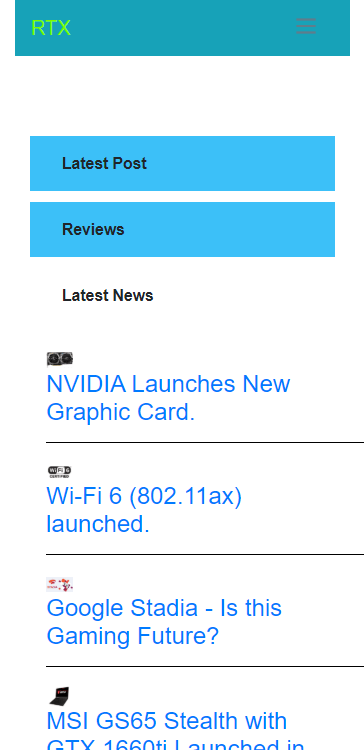 RTX
Latest Post
Reviews
Latest News
NVIDIA Launches New
Graphic Card.
Wi-Fi 6 (802.11ax)
launched.
Google Stadia - Is this
Gaming Future?
MSI GS65 Stealth with
GTX 1660ti Launched in